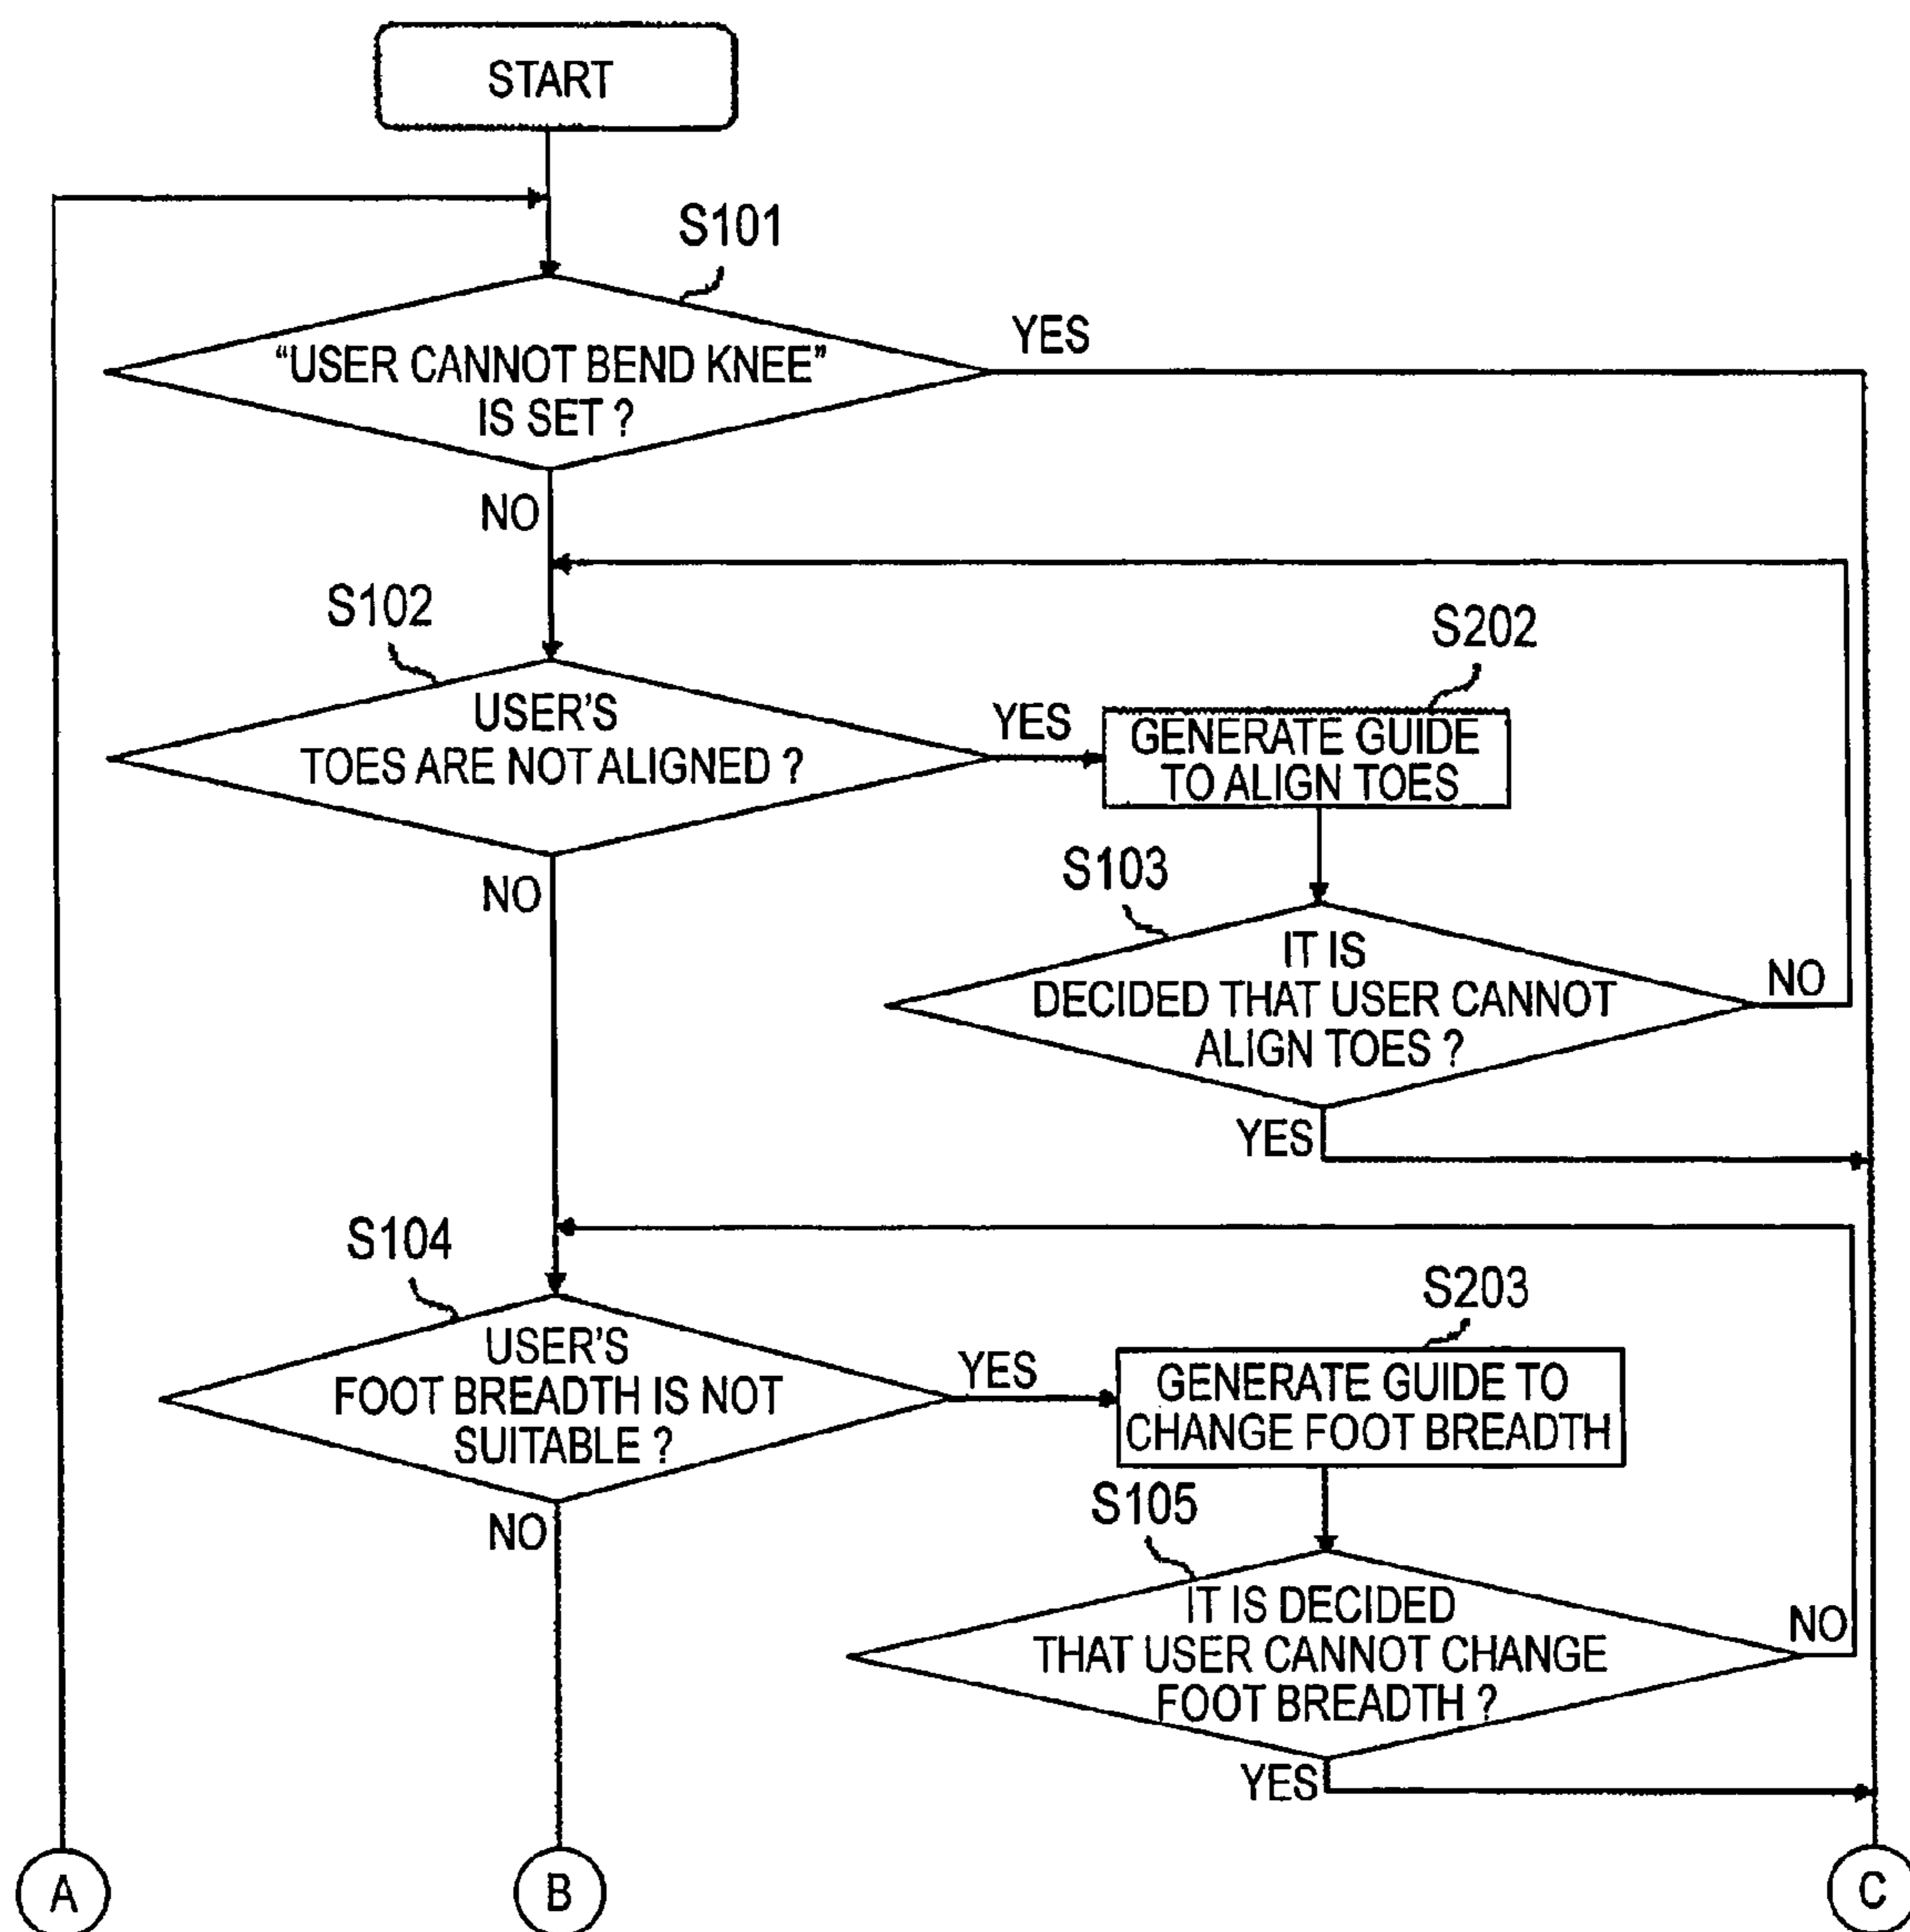 START
S101
YES
“USER CANNOT BEND KNEE”
IS SET ?
NO
S102
S202
USER'S
TOES ARE NOT ALIGNED ?
YES
GENERATE GUIDE
TO ALIGN TOES
NO
S103
IT IS
DECIDED THAT USER CANNOT
ALIGN TOES ?
NO
YES
S104
S203
USER'S
FOOT BREADTH IS NOT
SUITABLE ?
YES
GENERATE GUIDE TO
CHANGE FOOT BREADTH
NO
S105
IT IS DECIDED
THAT USER CANNOT CHANGE
FOOT BREADTH ?
NO
YES
A
B
C